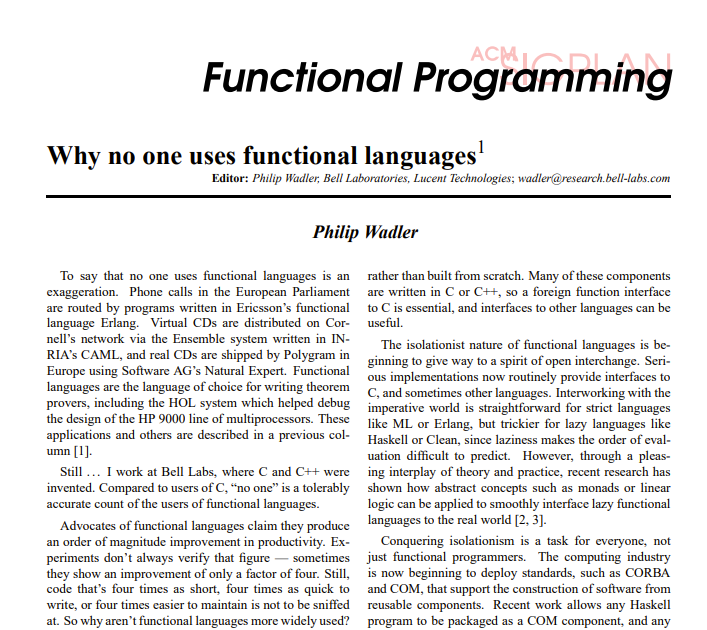 ACM
SIGPLAN
Functional Programming
Why no one uses functional languages1
Editor: Philip Wadler, Bell Laboratories, Lucent Technologies; wadler@research.bell-labs.com
Philip Wadler
To say that no one uses functional languages is an
exaggeration. Phone calls in the European Parliament
are routed by programs written in Ericsson's functional
language Erlang. Virtual CDs are distributed on Cor-
nell's network via the Ensemble system written in IN-
RIA's CAML, and real CDs are shipped by Polygram in
Europe using Software AG's Natural Expert. Functional
languages are the language of choice for writing theorem
provers, including the HOL system which helped debug
the design of the HP 9000 line of multiprocessors. These
applications and others are described in a previous col-
umn [1].
Still … I work at Bell Labs, where C and C++ were
invented. Compared to users of C, “no one” is a tolerably
accurate count of the users of functional languages.
Advocates of functional languages claim they produce
an order of magnitude improvement in productivity. Ex-
periments don't always verify that figure — sometimes
they show an improvement of only a factor of four. Still,
code that's four times as short, four times as quick to
write, or four times easier to maintain is not to be sniffed
at. So why aren't functional languages more widely used?
rather than built from scratch. Many of these components
are written in C or C++, so a foreign function interface
to C is essential, and interfaces to other languages can be
useful.
The isolationist nature of functional languages is be-
ginning to give way to a spirit of open interchange. Seri-
ous implementations now routinely provide interfaces to
C, and sometimes other languages. Interworking with the
imperative world is straightforward for strict languages
like ML or Erlang, but trickier for lazy languages like
Haskell or Clean, since laziness makes the order of eval-
uation difficult to predict. However, through a pleas-
ing interplay of theory and practice, recent research has
shown how abstract concepts such as monads or linear
logic can be applied to smoothly interface lazy functional
languages to the real world [2, 3].
Conquering isolationism is a task for everyone, not
just functional programmers. The computing industry
is now beginning to deploy standards, such as CORBA
and COM, that support the construction of software from
reusable components. Recent work allows any Haskell
program to be packaged as a COM component, and any